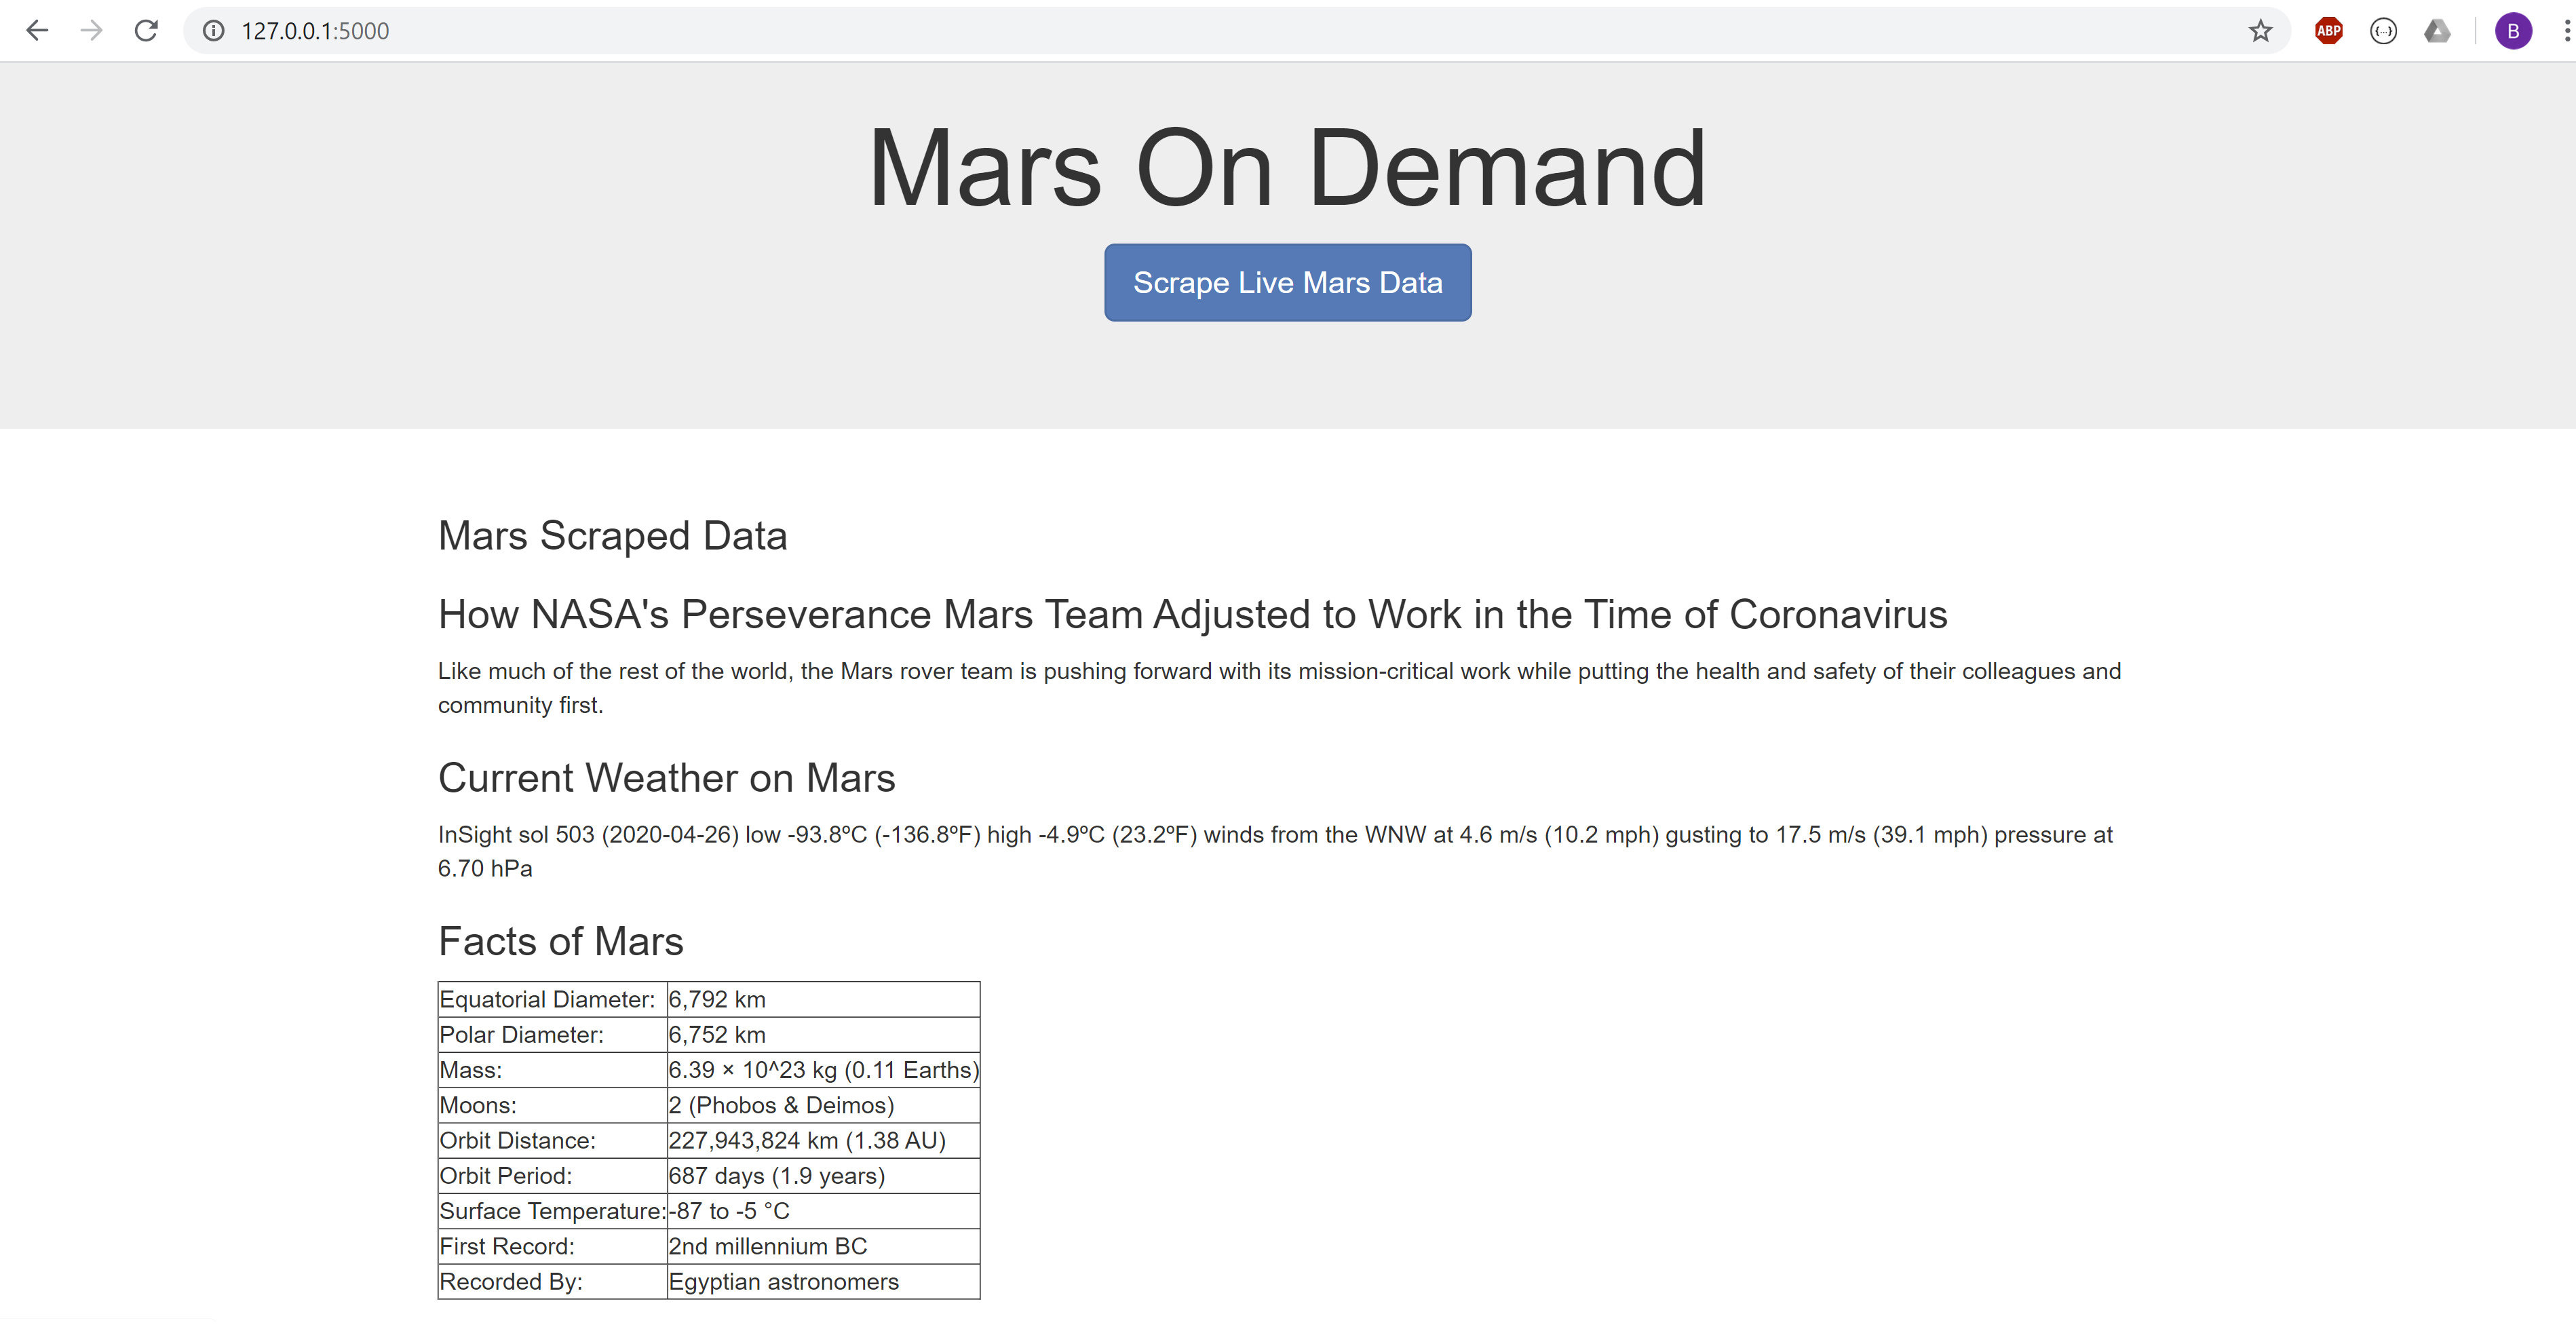 127.0.0.1:5000
ABP
{...}
B
Mars On Demand
Scrape Live Mars Data
Mars Scraped Data
How NASA's Perseverance Mars Team Adjusted to Work in the Time of Coronavirus
Like much of the rest of the world, the Mars rover team is pushing forward with its mission-critical work while putting the health and safety of their colleagues and
community first.
Current Weather on Mars
InSight sol 503 (2020-04-26) low -93.8ºC (-136.8ºF) high -4.9ºC (23.2ºF) winds from the WNW at 4.6 m/s (10.2 mph) gusting to 17.5 m/s (39.1 mph) pressure at
6.70 hPa
Facts of Mars
Equatorial Diameter: 6,792 km
Polar Diameter: 6,752 km
Mass: 6.39 × 10^23 kg (0.11 Earths)
Moons: 2 (Phobos & Deimos)
Orbit Distance: 227,943,824 km (1.38 AU)
Orbit Period: 687 days (1.9 years)
Surface Temperature: -87 to -5 °C
First Record: 2nd millennium BC
Recorded By: Egyptian astronomers